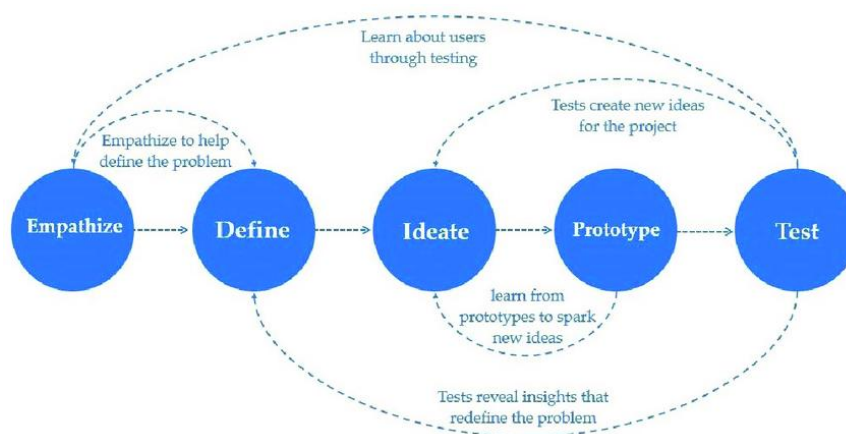 Learn about users
through testing
Tests create new ideas
for the project
Empathize to help
define the problem
Empathize
Define
Ideate
Prototype
Test
learn from
prototypes to spark
new ideas
Tests reveal insights that
redefine the problem